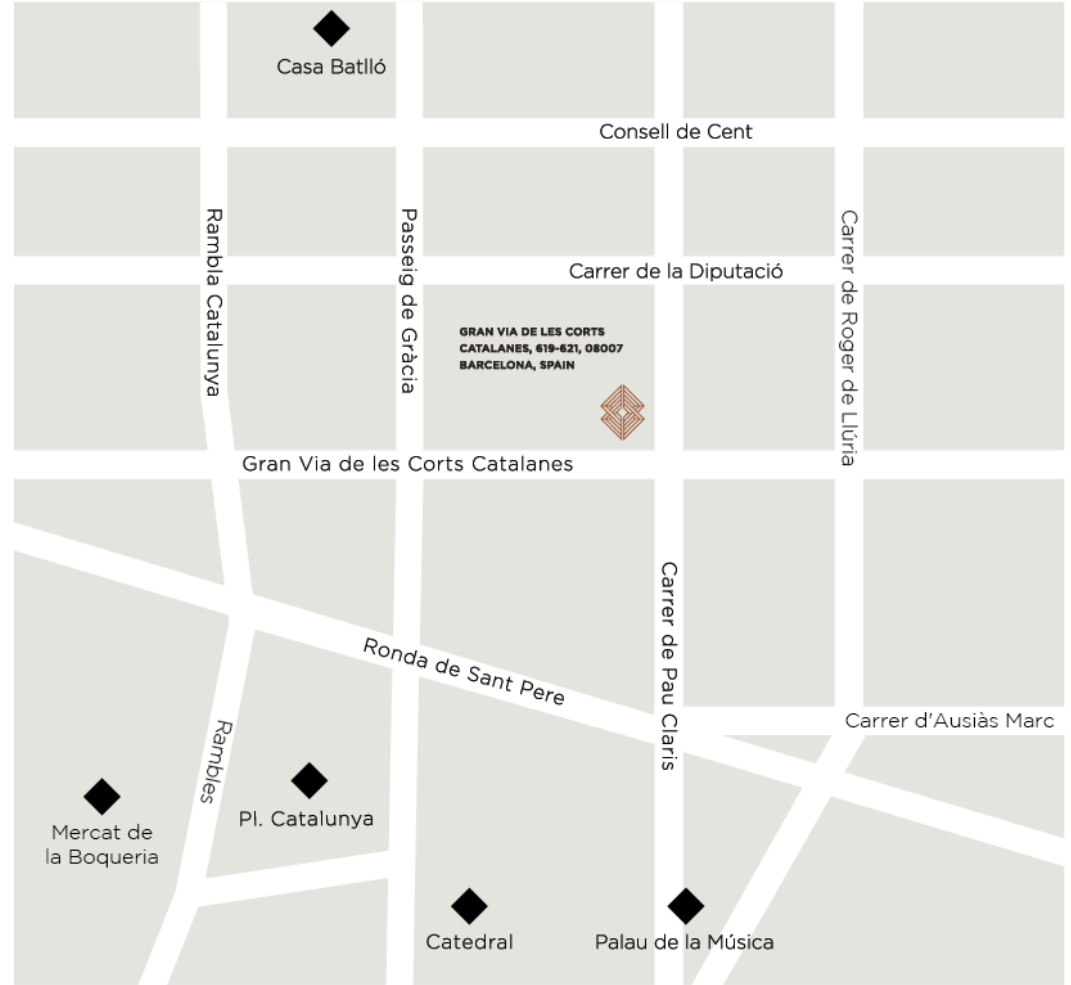 Casa Batlló
Consell de Cent
Rambla Catalunya
Passeig de Gràcia
Carrer de Roger de Llúria
Carrer de la Diputació
GRAN VIA DE LES CORTS
CATALANES, 619-621, 08007
BARCELONA, SPAIN
Gran Via de les Corts Catalanes
Carrer de Pau Claris
Ronda de Sant Pere
Carrer d'Ausiàs Marc
Rambles
Pl. Catalunya
Mercat de
la Boqueria
Catedral
Palau de la Música